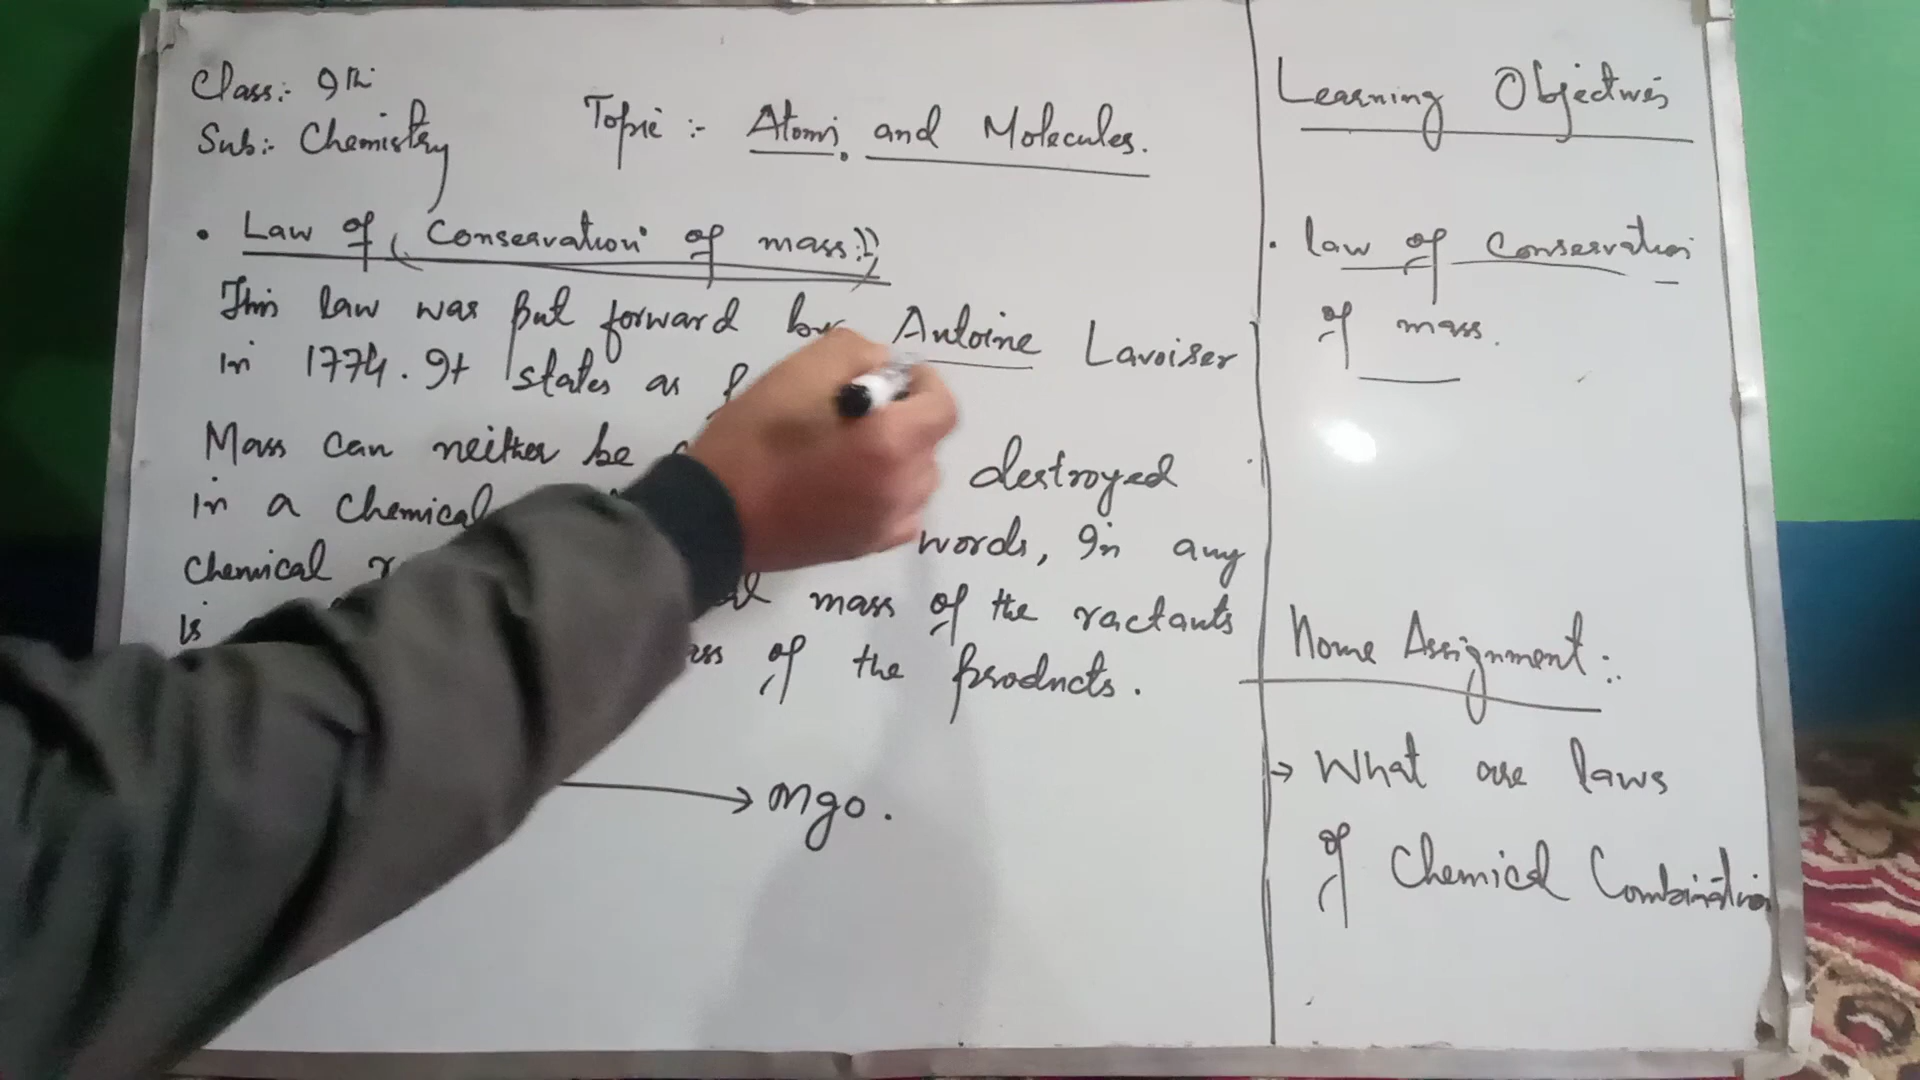 Class:- 9th
Sub:- Chemistry
Topic :- Atoms and Molecules.
• Law of (Conservation of mass:-)
This law was put forward by Antoine Lavoiser
in 1774. It states as
Mass can neither be destroyed
in a chemical words, In any
chemical
is mass of the ractants
of the products.
→ mgo.
Learning Objectives
• law of Conservation
of mass.
Home Assignment :-
→ What are laws
of Chemical Combination